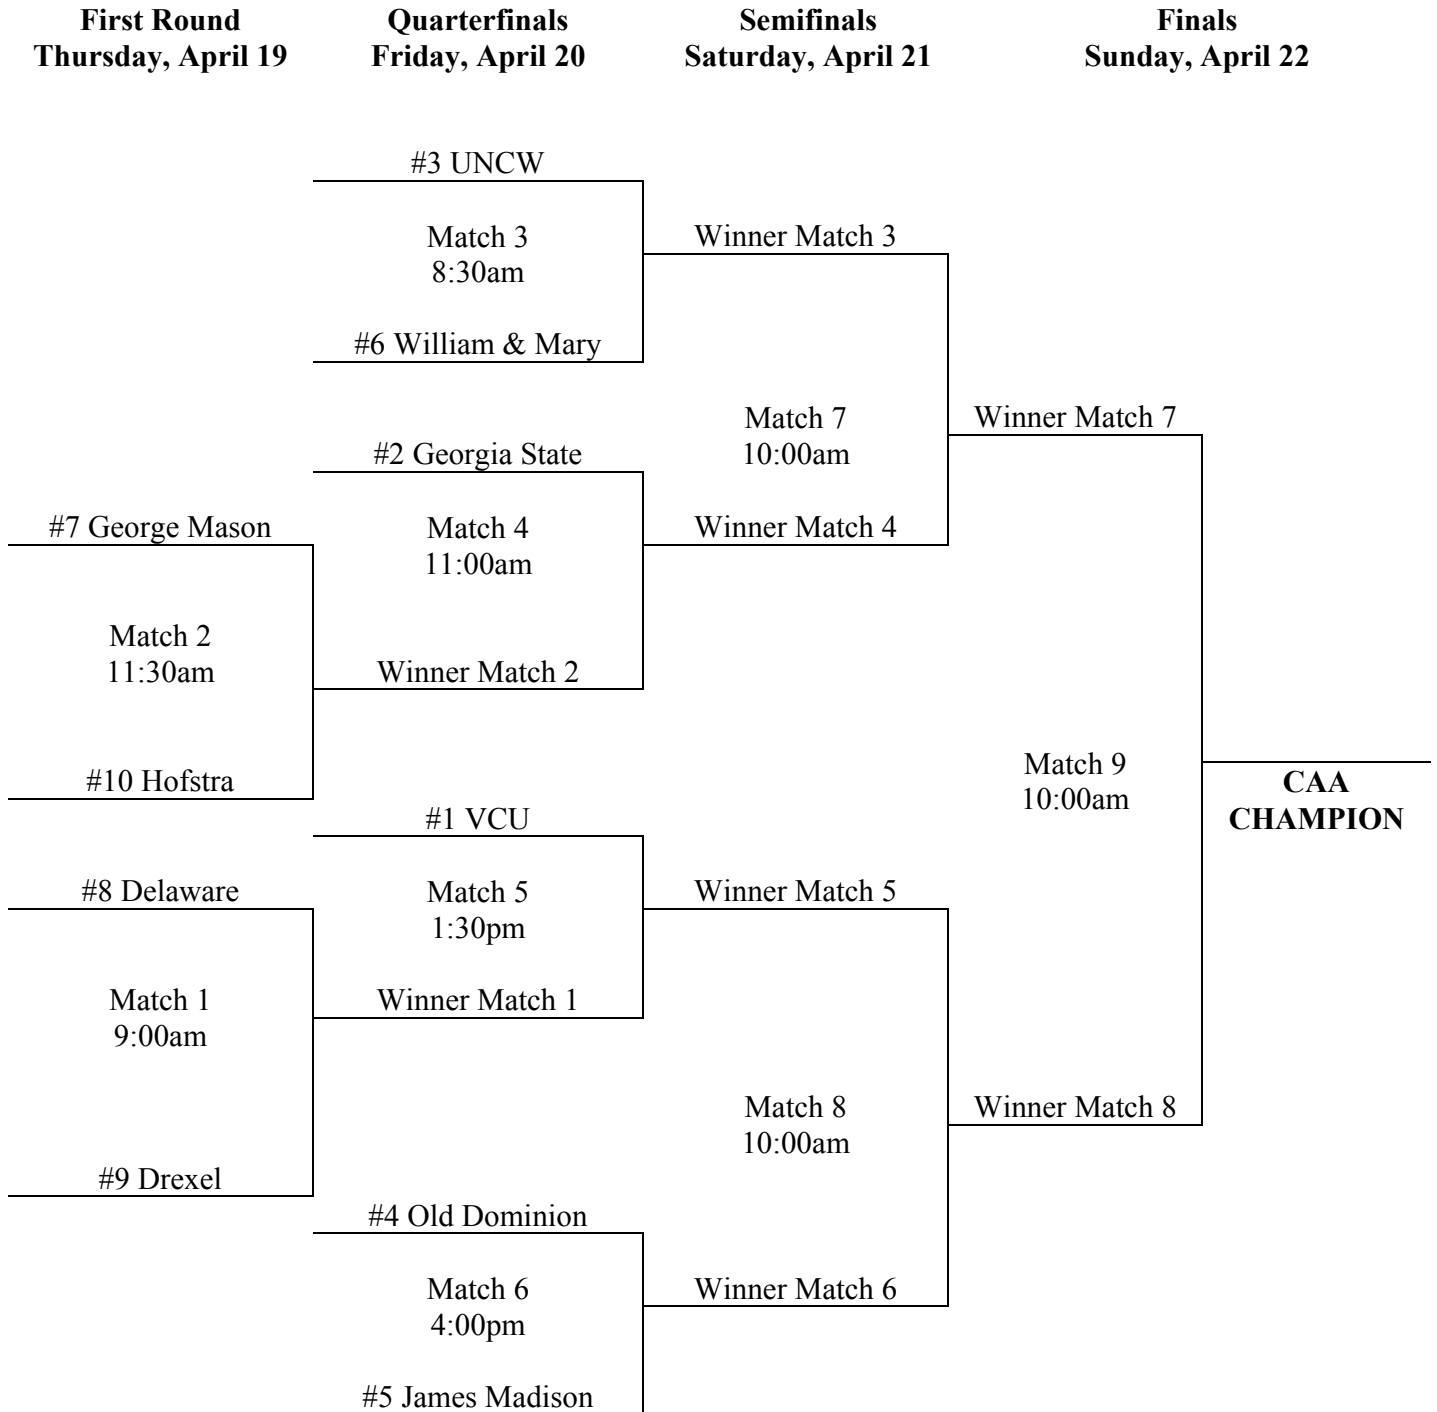 First Round
Thursday, April 19
Quarterfinals
Friday, April 20
Semifinals
Saturday, April 21
Finals
Sunday, April 22
#3 UNCW
Match 3
8:30am
Winner Match 3
#6 William & Mary
Match 7
10:00am
Winner Match 7
#2 Georgia State
#7 George Mason
Match 4
11:00am
Winner Match 4
Match 2
11:30am
Winner Match 2
#10 Hofstra
Match 9
10:00am
CAA
CHAMPION
#1 VCU
#8 Delaware
Match 5
1:30pm
Winner Match 5
Match 1
9:00am
Winner Match 1
Match 8
10:00am
Winner Match 8
#9 Drexel
#4 Old Dominion
Match 6
4:00pm
Winner Match 6
#5 James Madison